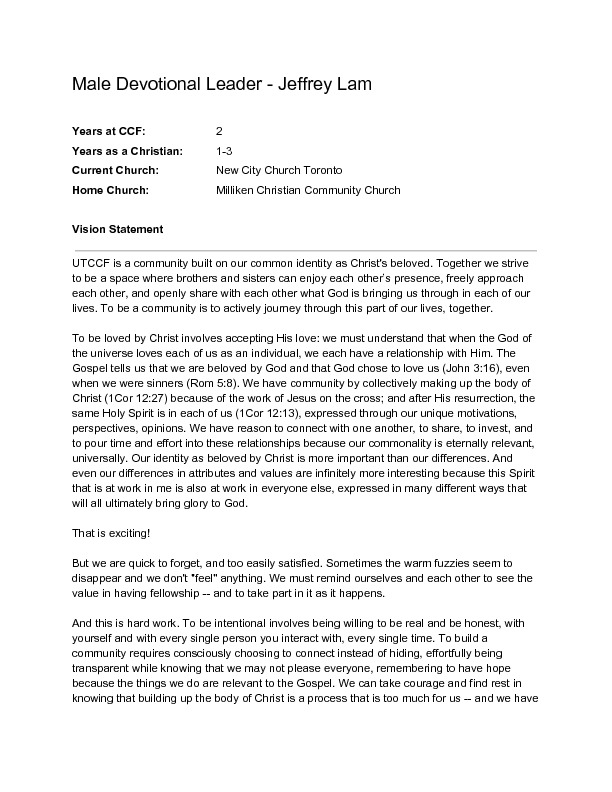 Male Devotional Leader - Jeffrey Lam
Years at CCF: 2
Years as a Christian: 1-3
Current Church: New City Church Toronto
Home Church: Milliken Christian Community Church
Vision Statement
UTCCF is a community built on our common identity as Christ's beloved. Together we strive
to be a space where brothers and sisters can enjoy each other's presence, freely approach
each other, and openly share with each other what God is bringing us through in each of our
lives. To be a community is to actively journey through this part of our lives, together.
To be loved by Christ involves accepting His love: we must understand that when the God of
the universe loves each of us as an individual, we each have a relationship with Him. The
Gospel tells us that we are beloved by God and that God chose to love us (John 3:16), even
when we were sinners (Rom 5:8). We have community by collectively making up the body of
Christ (1Cor 12:27) because of the work of Jesus on the cross; and after His resurrection, the
same Holy Spirit is in each of us (1Cor 12:13), expressed through our unique motivations,
perspectives, opinions. We have reason to connect with one another, to share, to invest, and
to pour time and effort into these relationships because our commonality is eternally relevant,
universally. Our identity as beloved by Christ is more important than our differences. And
even our differences in attributes and values are infinitely more interesting because this Spirit
that is at work in me is also at work in everyone else, expressed in many different ways that
will all ultimately bring glory to God.
That is exciting!
But we are quick to forget, and too easily satisfied. Sometimes the warm fuzzies seem to
disappear and we don't "feel" anything. We must remind ourselves and each other to see the
value in having fellowship -- and to take part in it as it happens.
And this is hard work. To be intentional involves being willing to be real and be honest, with
yourself and with every single person you interact with, every single time. To build a
community requires consciously choosing to connect instead of hiding, effortfully being
transparent while knowing that we may not please everyone, remembering to have hope
because the things we do are relevant to the Gospel. We can take courage and find rest in
knowing that building up the body of Christ is a process that is too much for us -- and we have